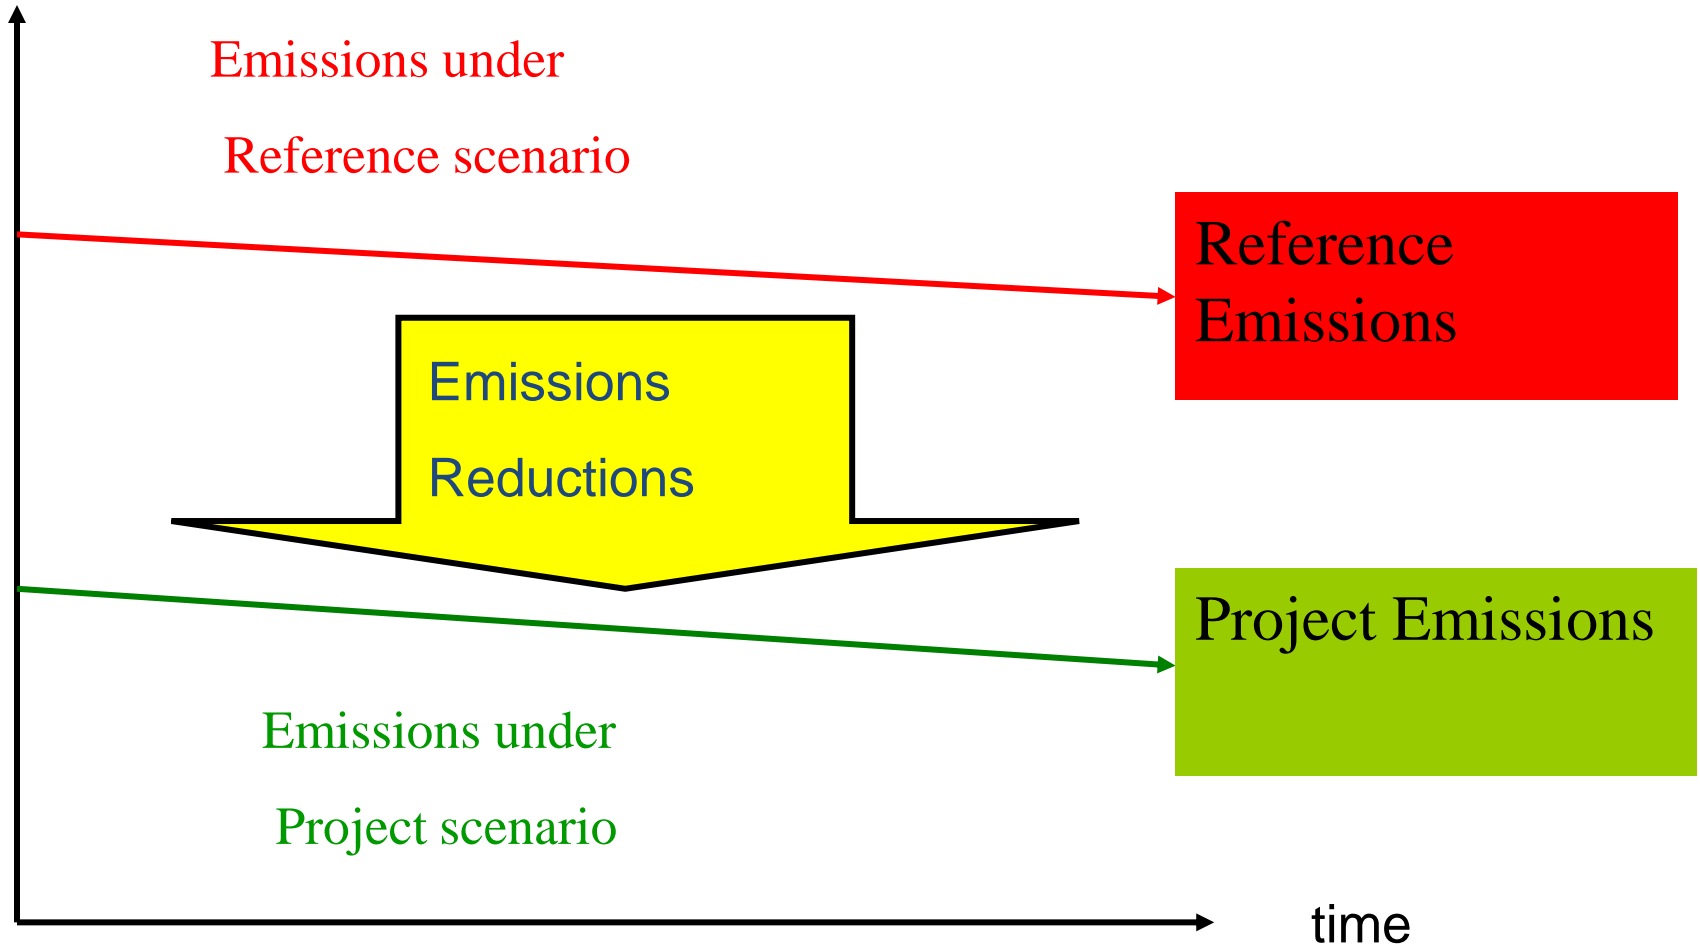 Emissions under
Reference scenario
Reference
Emissions
Emissions
Reductions
Project Emissions
Emissions under
Project scenario
time